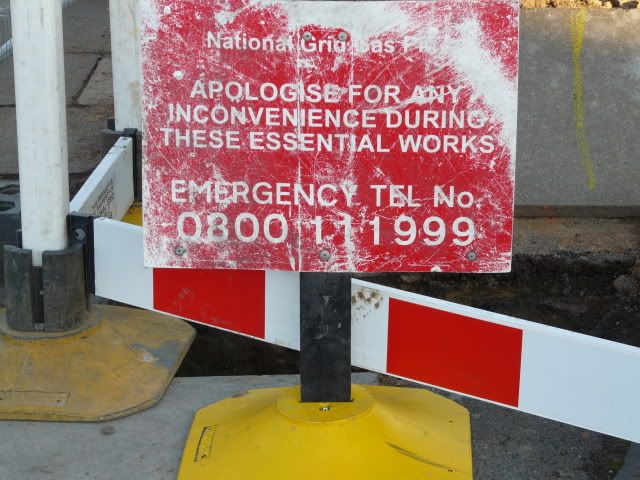 National Grid Gas
APOLOGISE FOR ANY
INCONVENIENCE DURING
THESE ESSENTIAL WORKS
EMERGENCY TEL No.
0800 111999